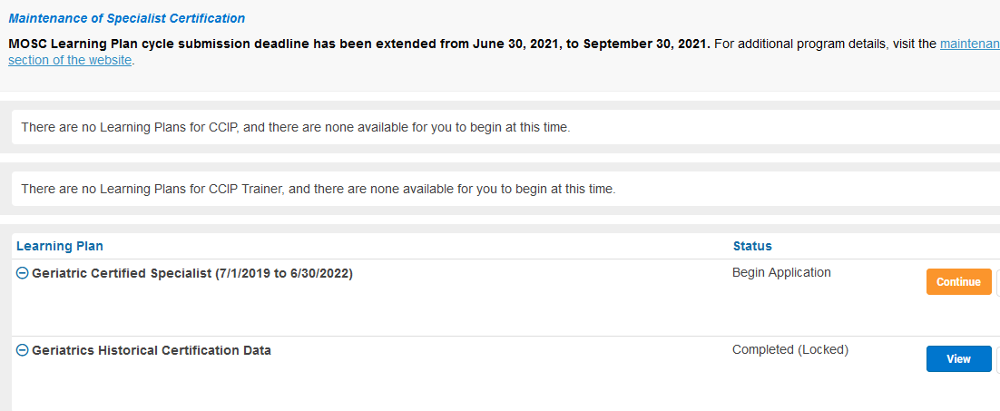 Maintenance of Specialist Certification
MOSC Learning Plan cycle submission deadline has been extended from June 30, 2021, to September 30, 2021. For additional program details, visit the maintenan
section of the website.
There are no Learning Plans for CCIP, and there are none available for you to begin at this time.
There are no Learning Plans for CCIP Trainer, and there are none available for you to begin at this time.
Learning Plan Status
Geriatric Certified Specialist (7/1/2019 to 6/30/2022) Begin Application Continue
Geriatrics Historical Certification Data Completed (Locked) View